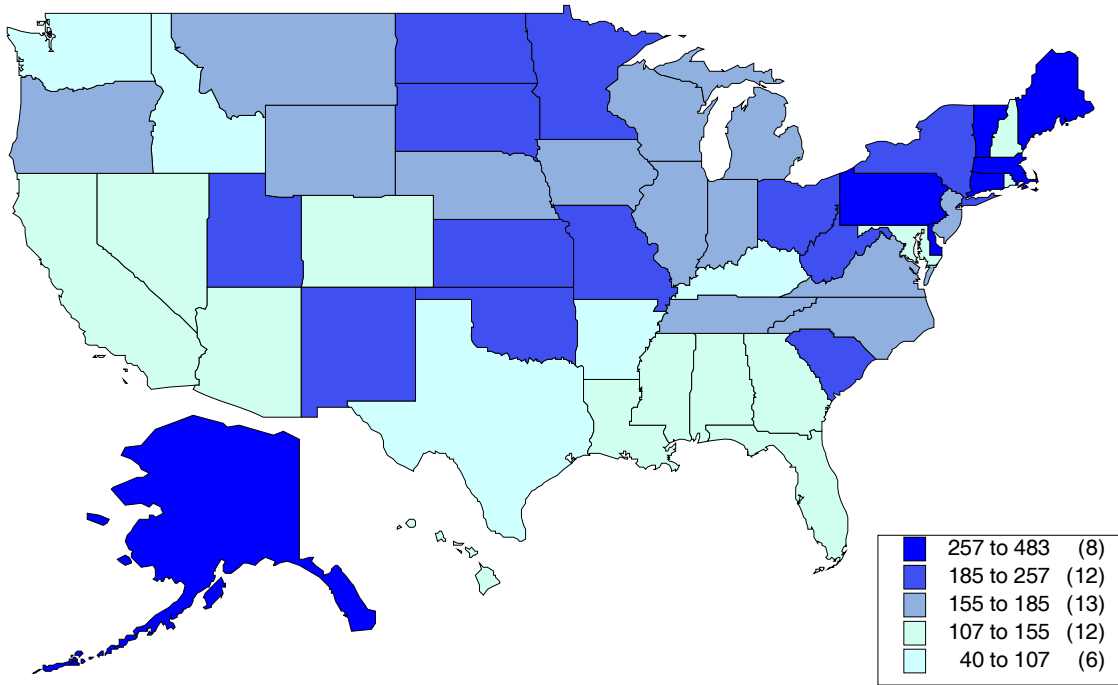 257 to 483 (8)
185 to 257 (12)
155 to 185 (13)
107 to 155 (12)
40 to 107 (6)